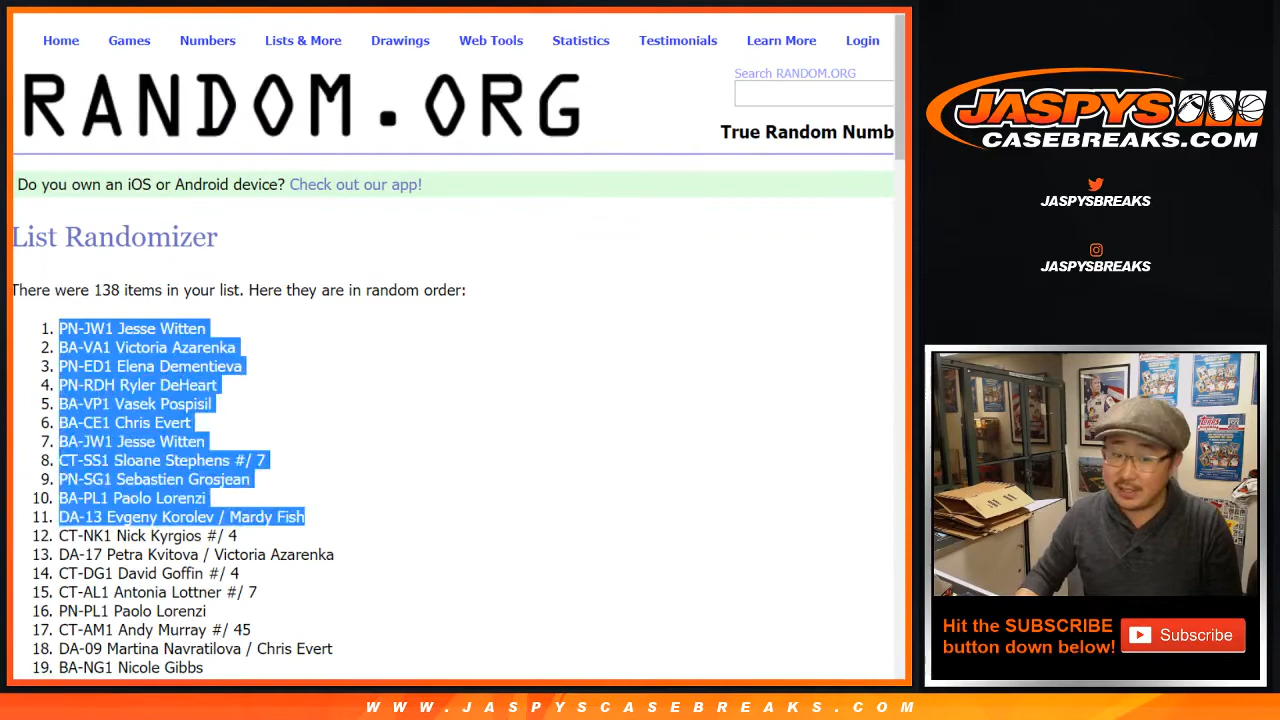 Home Games Numbers Lists & More Drawings Web Tools Statistics Testimonials Learn More Login
Search RANDOM.ORG
RANDOM.ORG
True Random Numb
Do you own an iOS or Android device? Check out our app!
List Randomizer
There were 138 items in your list. Here they are in random order:
1. PN-JW1 Jesse Witten
2. BA-VA1 Victoria Azarenka
3. PN-ED1 Elena Dementieva
4. PN-RDH Ryler DeHeart
5. BA-VP1 Vasek Pospisil
6. BA-CE1 Chris Evert
7. BA-JW1 Jesse Witten
8. CT-SS1 Sloane Stephens #/ 7
9. PN-SG1 Sebastien Grosjean
10. BA-PL1 Paolo Lorenzi
11. DA-13 Evgeny Korolev / Mardy Fish
12. CT-NK1 Nick Kyrgios #/ 4
13. DA-17 Petra Kvitova / Victoria Azarenka
14. CT-DG1 David Goffin #/ 4
15. CT-AL1 Antonia Lottner #/ 7
16. PN-PL1 Paolo Lorenzi
17. CT-AM1 Andy Murray #/ 45
18. DA-09 Martina Navratilova / Chris Evert
19. BA-NG1 Nicole Gibbs
JASPYS
CASEBREAKS.COM
JASPYSBREAKS
JASPYSBREAKS
Topps
Hit the SUBSCRIBE
button down below!
Subscribe
WWW.JASPYSCASEBREAKS.COM